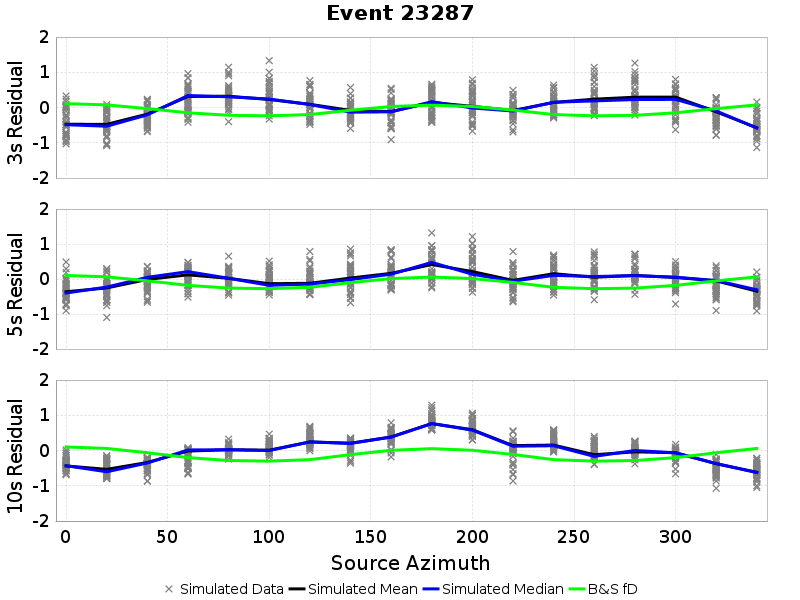 Event 23287
3s Residual
2
1
0
-1
-2
5s Residual
2
1
0
-1
-2
10s Residual
2
1
0
-1
-2
0 50 100 150 200 250 300
Source Azimuth
Simulated Data Simulated Mean Simulated Median B&S fD